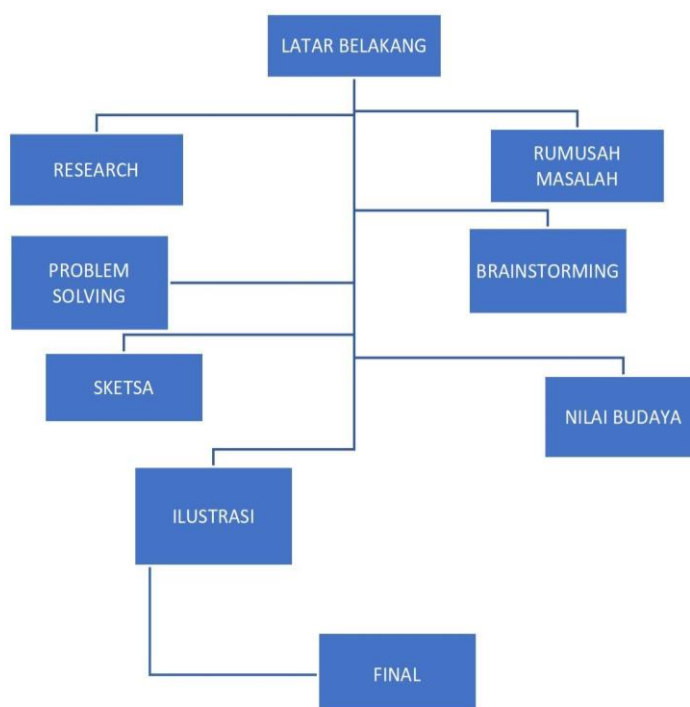 LATAR BELAKANG
RESEARCH
RUMUSAH
MASALAH
PROBLEM
SOLVING
BRAINSTORMING
SKETSA
NILAI BUDAYA
ILUSTRASI
FINAL